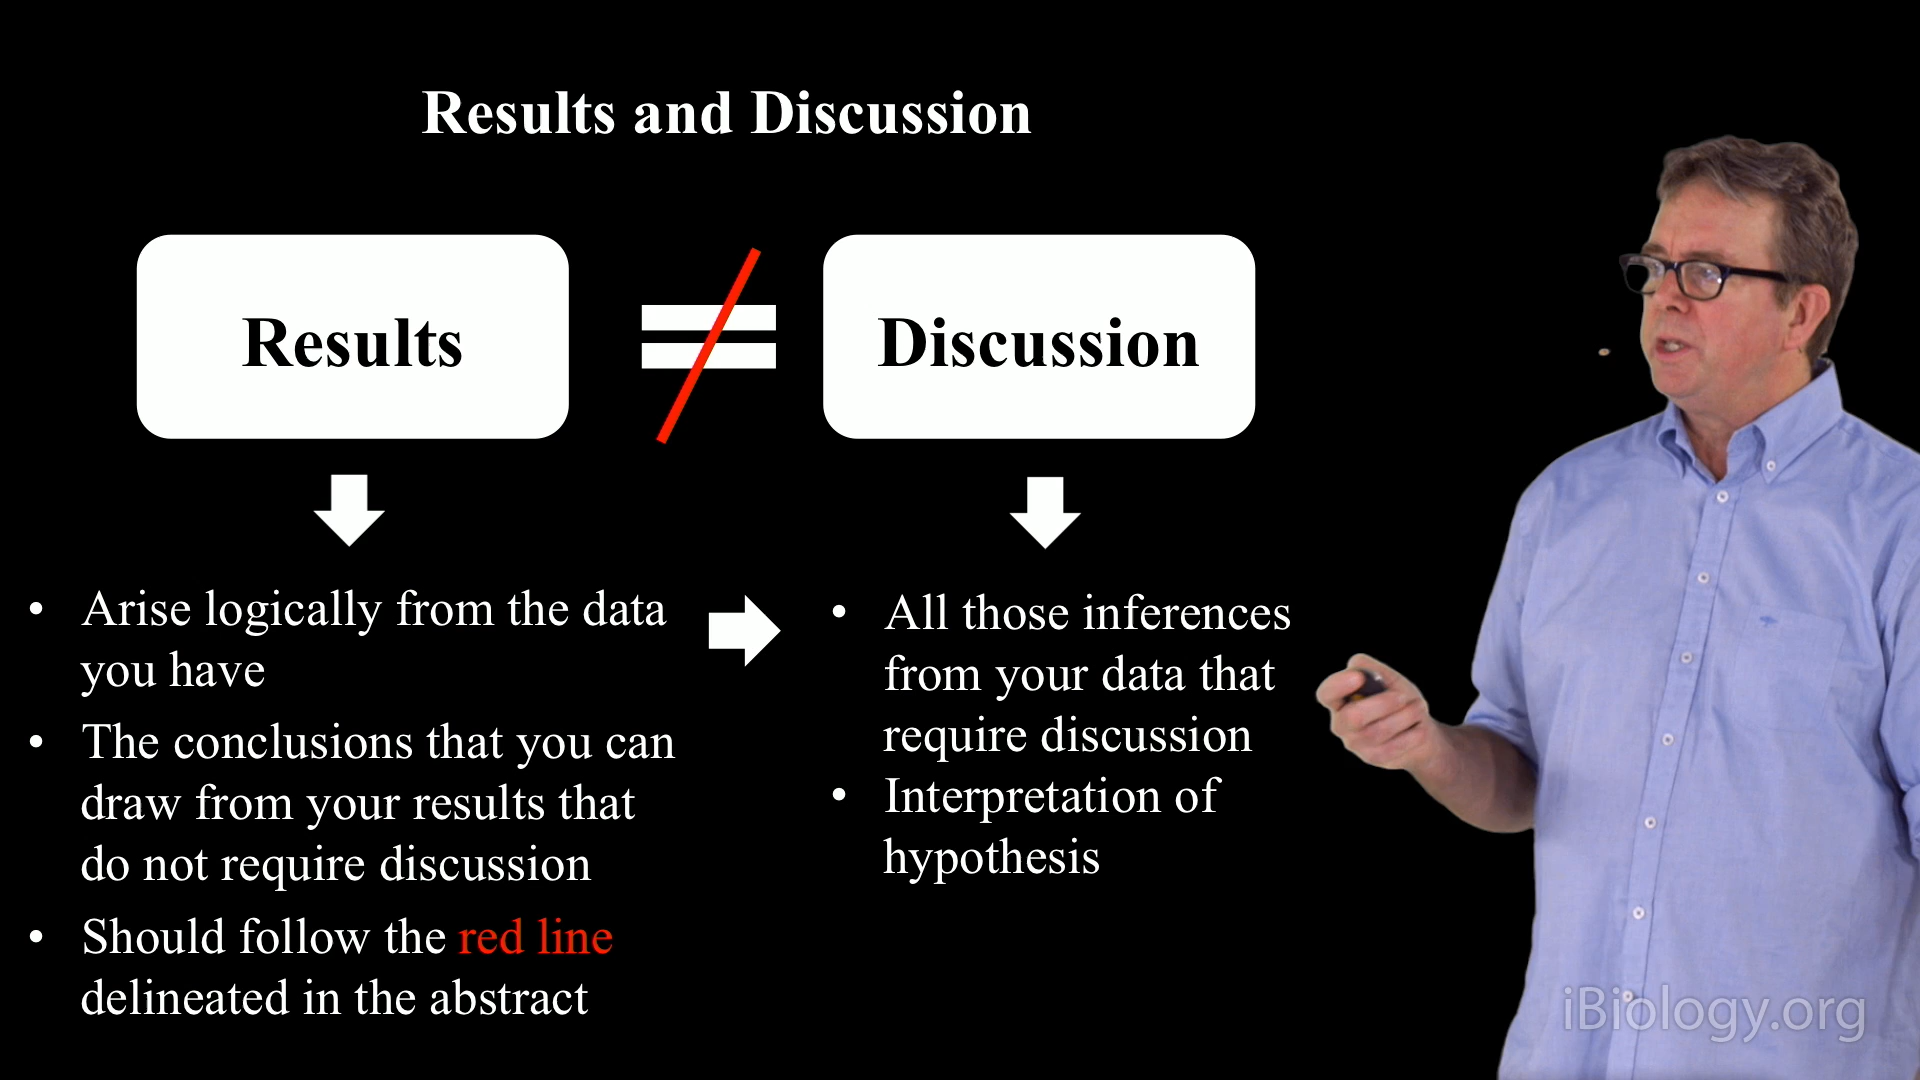 Results and Discussion
Results
Discussion
• Arise logically from the data
you have
• The conclusions that you can
draw from your results that
do not require discussion
• Should follow the red line
delineated in the abstract
• All those inferences
from your data that
require discussion
• Interpretation of
hypothesis
iBiology.org